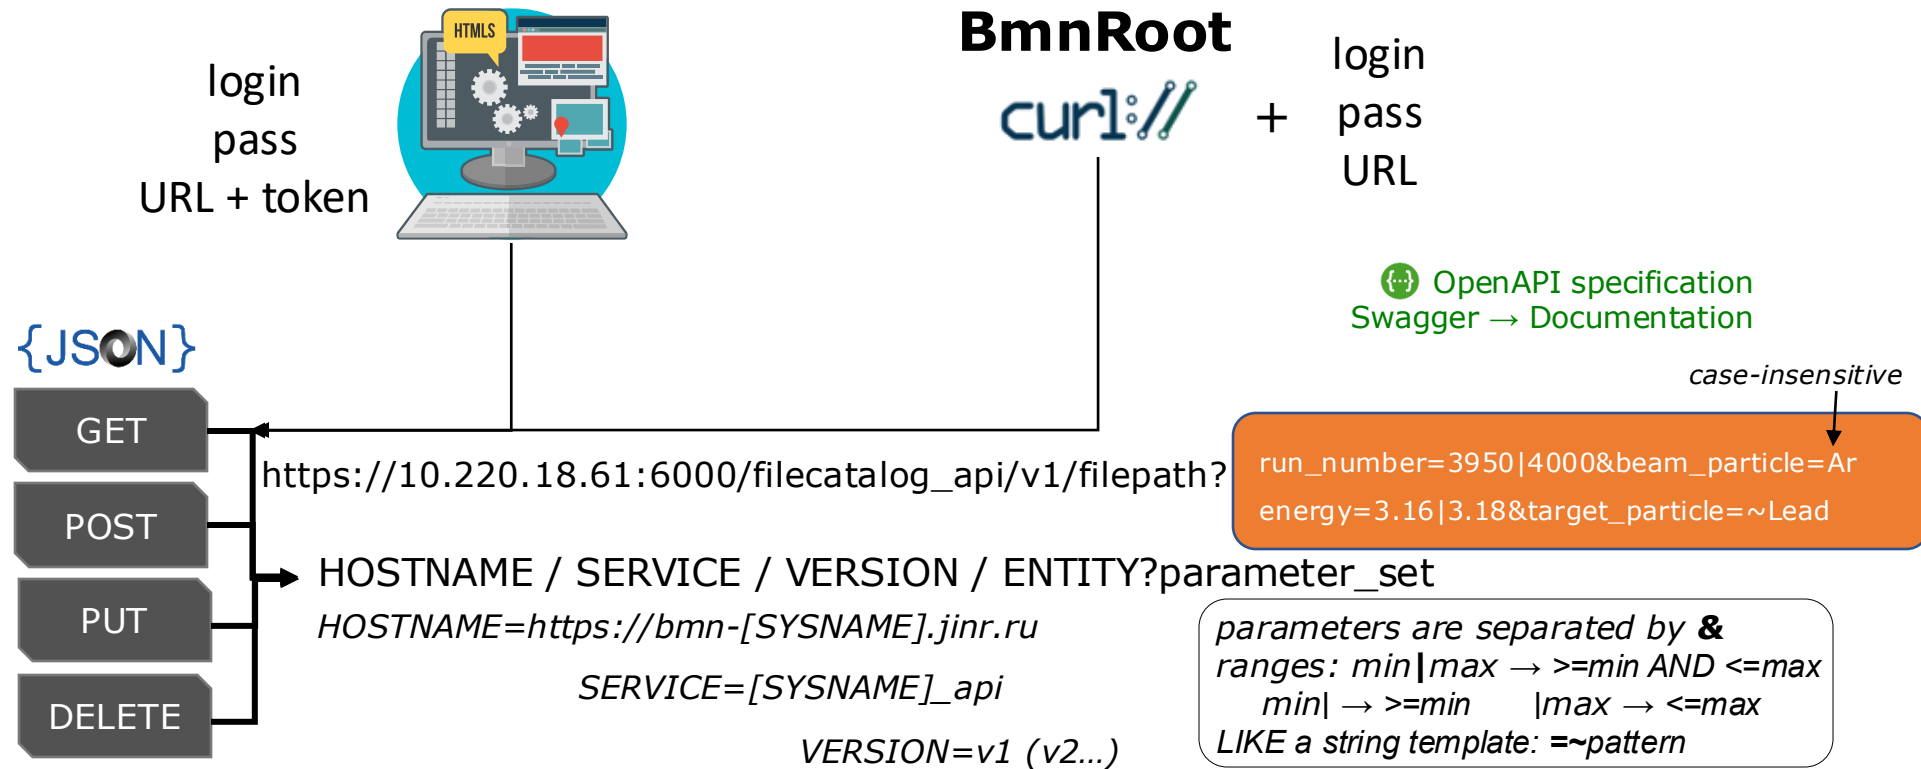 HTML5
login
pass
URL + token
BmnRoot
curl://
+
login
pass
URL
{···} OpenAPI specification
Swagger → Documentation
{JSON}
case-insensitive
GET
POST
PUT
DELETE
https://10.220.18.61:6000/filecatalog_api/v1/filepath?
run_number=3950|4000&beam_particle=Ar
energy=3.16|3.18&target_particle=~Lead
HOSTNAME / SERVICE / VERSION / ENTITY?parameter_set
HOSTNAME=https://bmn-[SYSNAME].jinr.ru
SERVICE=[SYSNAME]_api
VERSION=v1 (v2...)
parameters are separated by &
ranges: min|max → >=min AND <=max
min| → >=min |max → <=max
LIKE a string template: =~pattern